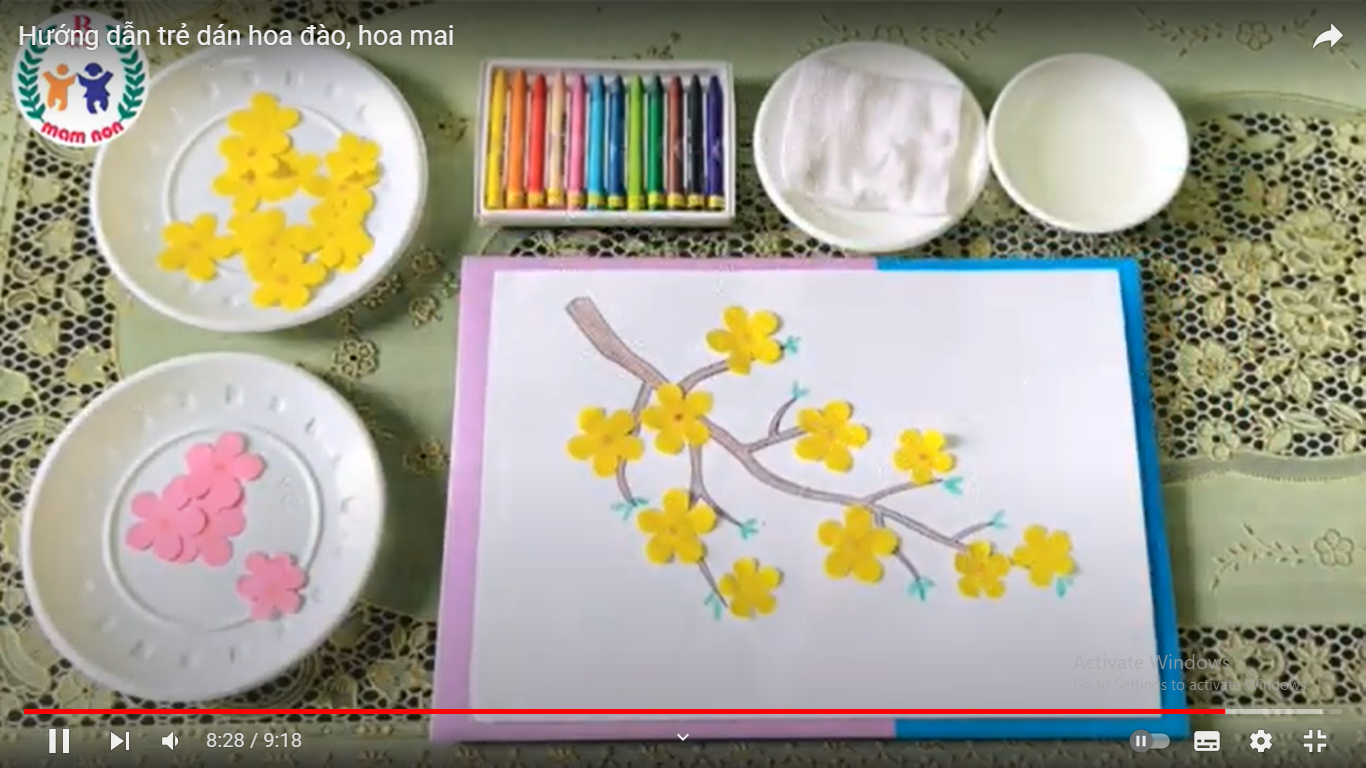 Hướng dẫn trẻ dán hoa đào, hoa mai
B
mam non
Activate Windows
Go to Settings to activate Windows.
8:28 / 9:18